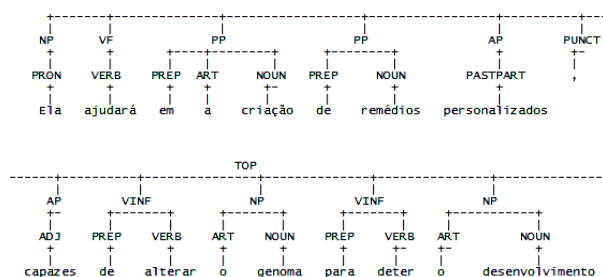 NP VF PP PP AP PUNCT
PRON VERB PREP ART NOUN PREP NOUN PASTPART ,
Ela ajudará em a criação de remédios personalizados
TOP
AP VINF NP VINF NP
ADJ PREP VERB ART NOUN PREP VERB ART NOUN
capazes de alterar o genoma para deter o desenvolvimento